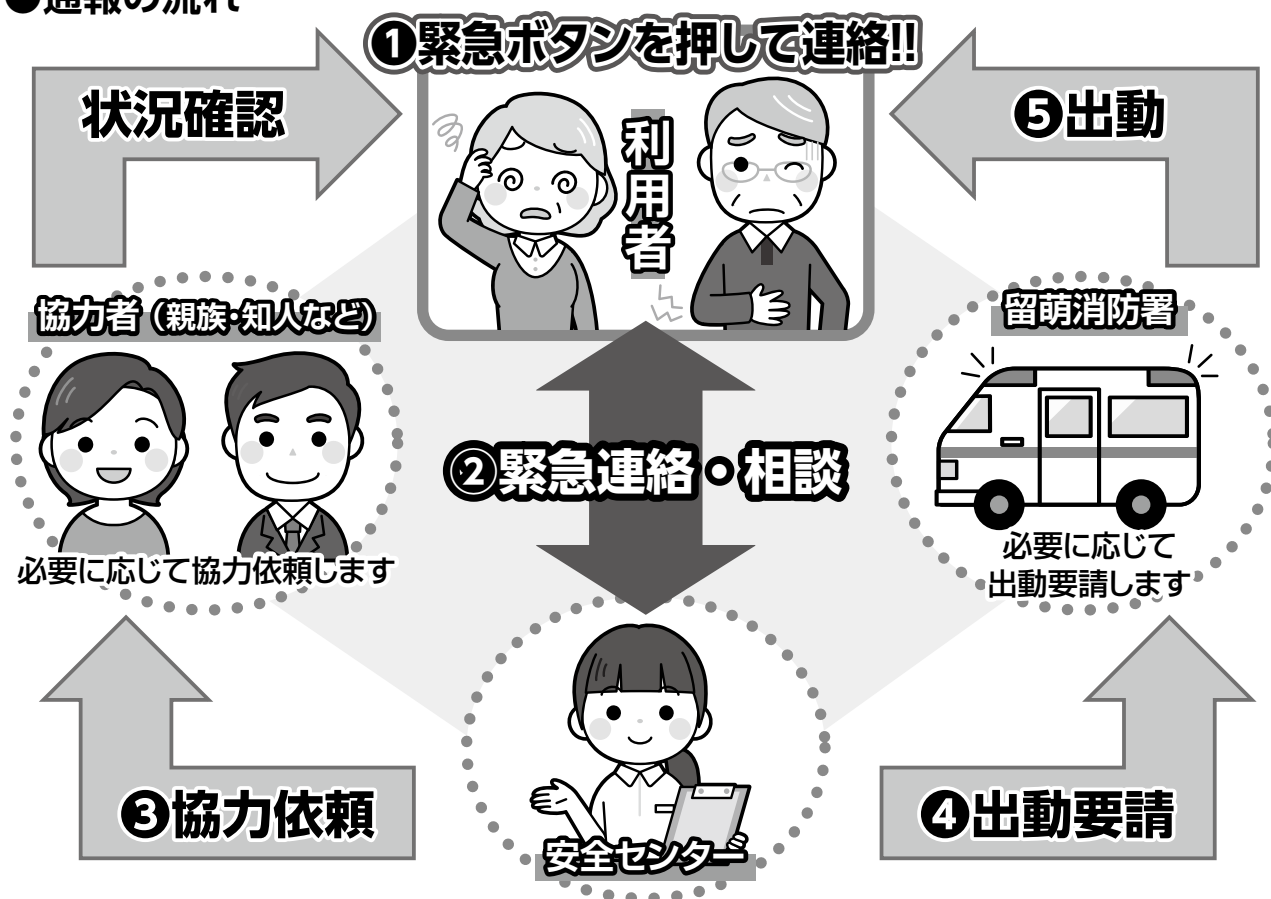 ●通報の流れ
❶緊急ボタンを押して連絡!!
状況確認
利用者
❺出動
協力者（親族・知人など）
必要に応じて協力依頼します
留萌消防署
必要に応じて
出動要請します
②緊急連絡・相談
❸協力依頼
安全センター
❹出動要請